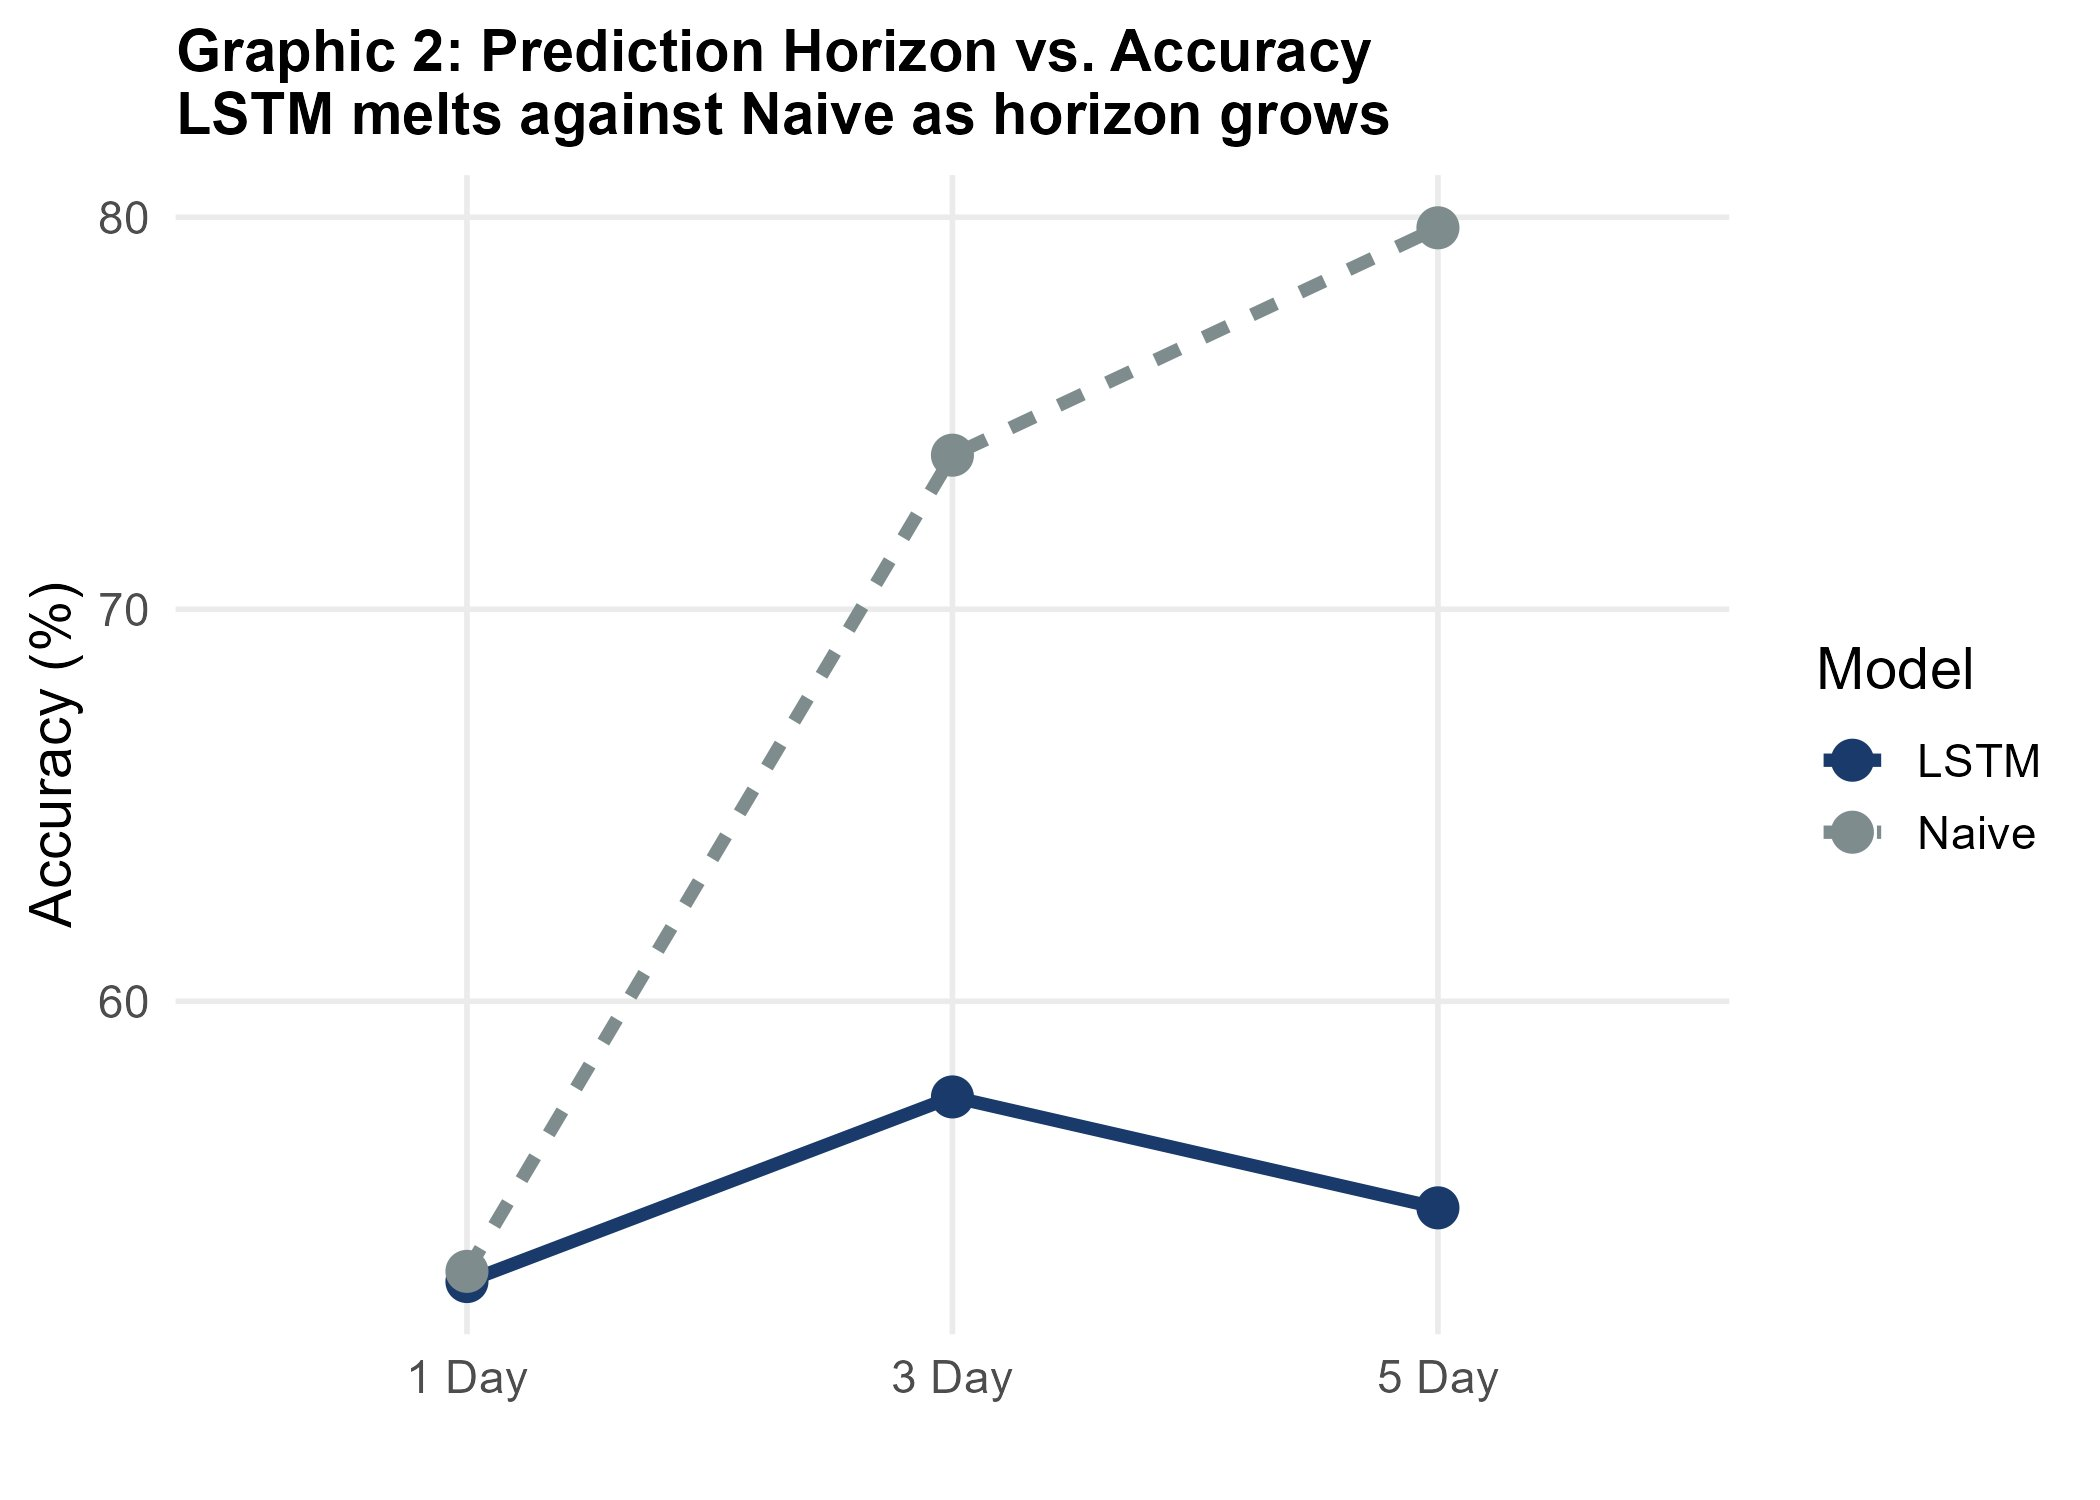 Graphic 2: Prediction Horizon vs. Accuracy
LSTM melts against Naive as horizon grows
80
70
60
Accuracy (%)
1 Day
3 Day
5 Day
Model
LSTM
Naive